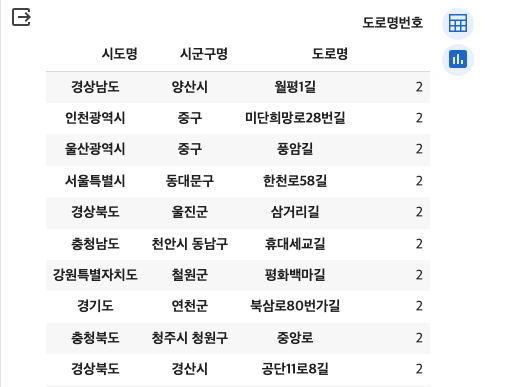 도로명번호
시도명 시군구명 도로명
경상남도 양산시 월평1길 2
인천광역시 중구 미단희망로28번길 2
울산광역시 중구 풍암길 2
서울특별시 동대문구 한천로58길 2
경상북도 울진군 삼거리길 2
충청남도 천안시 동남구 휴대세교길 2
강원특별자치도 철원군 평화백마길 2
경기도 연천군 북삼로80번가길 2
충청북도 청주시 청원구 중앙로 2
경상북도 경산시 공단11로8길 2